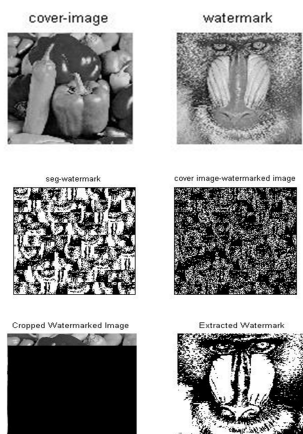 cover-image
watermark
seg-watermark
cover image-watermarked image
Cropped Watermarked Image
Extracted Watermark